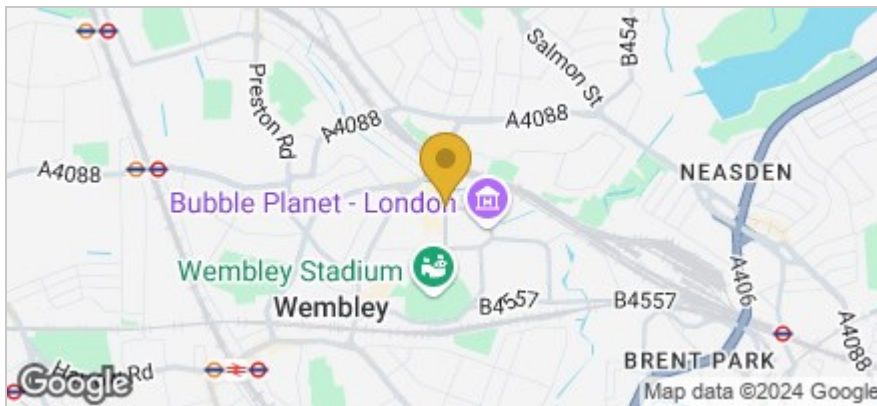 B454
Salmon St
Preston Rd
A4088
A4088
A4088
NEASDEN
Bubble Planet - London
Wembley Stadium
A406
Wembley
B4557
B4557
A4088
BRENT PARK
Rd
Google
Map data ©2024 Google